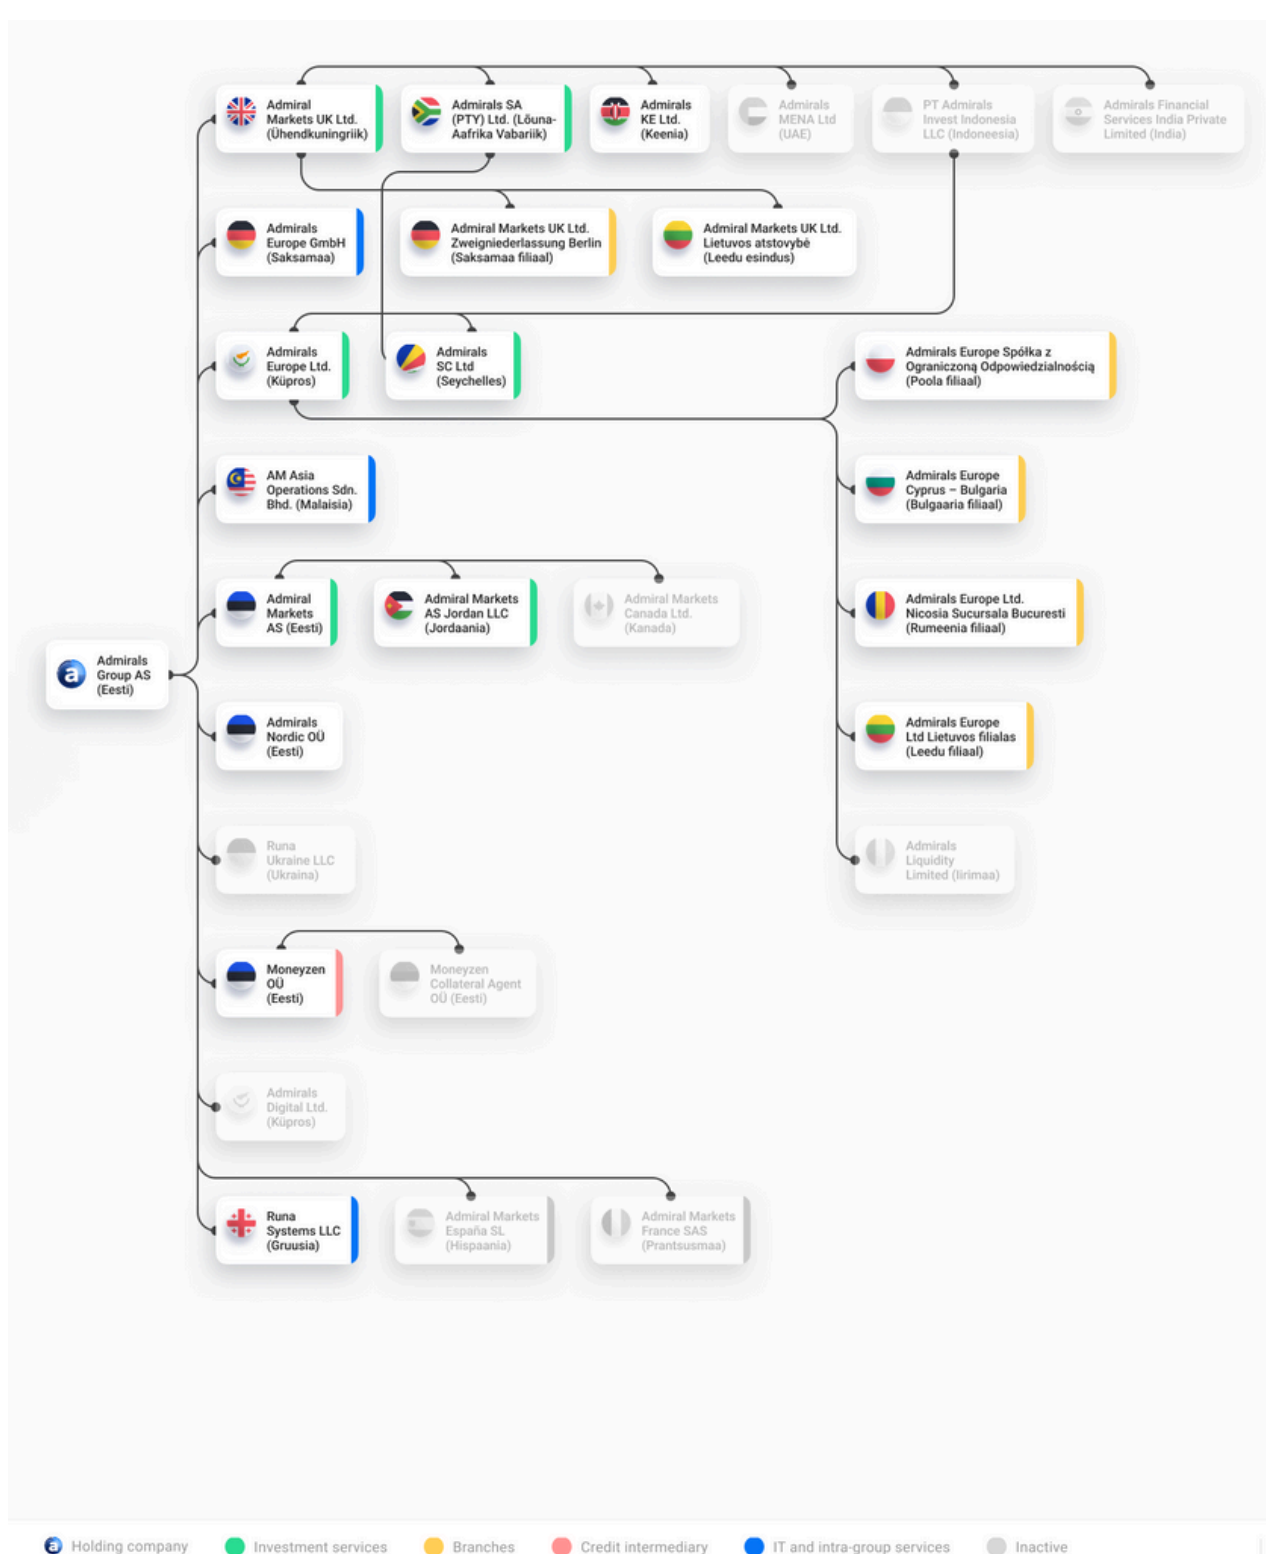 Admiral
Markets UK Ltd.
(Ühendkuningriik)
Admirals SA
(PTY) Ltd. (Lõuna-
Aafrika Vabariik)
Admirals
KE Ltd.
(Keenia)
Admirals
MENA Ltd
(UAE)
PT Admirals
Invest Indonesia
LLC (Indoneesia)
Admirals Financial
Services India Private
Limited (India)
Admirals
Europe GmbH
(Saksamaa)
Admiral Markets UK Ltd.
Zweigniederlassung Berlin
(Saksamaa filiaal)
Admiral Markets UK Ltd.
Lietuvos atstovybė
(Leedu esindus)
Admirals
Europe Ltd.
(Küpros)
Admirals
SC Ltd
(Seychelles)
Admirals Europe Spółka z
Ograniczoną Odpowiedzialnością
(Poola filiaal)
AM Asia
Operations Sdn.
Bhd. (Malaisia)
Admirals Europe
Cyprus – Bulgaria
(Bulgaaria filiaal)
Admiral
Markets
AS (Eesti)
Admiral Markets
AS Jordan LLC
(Jordaania)
Admiral Markets
Canada Ltd.
(Kanada)
Admirals Europe Ltd.
Nicosia Sucursala Bucuresti
(Rumeenia filiaal)
a
Admirals
Group AS
(Eesti)
Admirals
Nordic OÜ
(Eesti)
Admirals Europe
Ltd Lietuvos filialas
(Leedu filiaal)
Runa
Ukraine LLC
(Ukraina)
Admirals
Liquidity
Limited (Iirimaa)
Moneyzen
OÜ
(Eesti)
Moneyzen
Collateral Agent
OÜ (Eesti)
Admirals
Digital Ltd.
(Küpros)
Runa
Systems LLC
(Gruusia)
Admiral Markets
España SL
(Hispaania)
Admiral Markets
France SAS
(Prantsusmaa)
a Holding company
Investment services
Branches
Credit intermediary
IT and intra-group services
Inactive